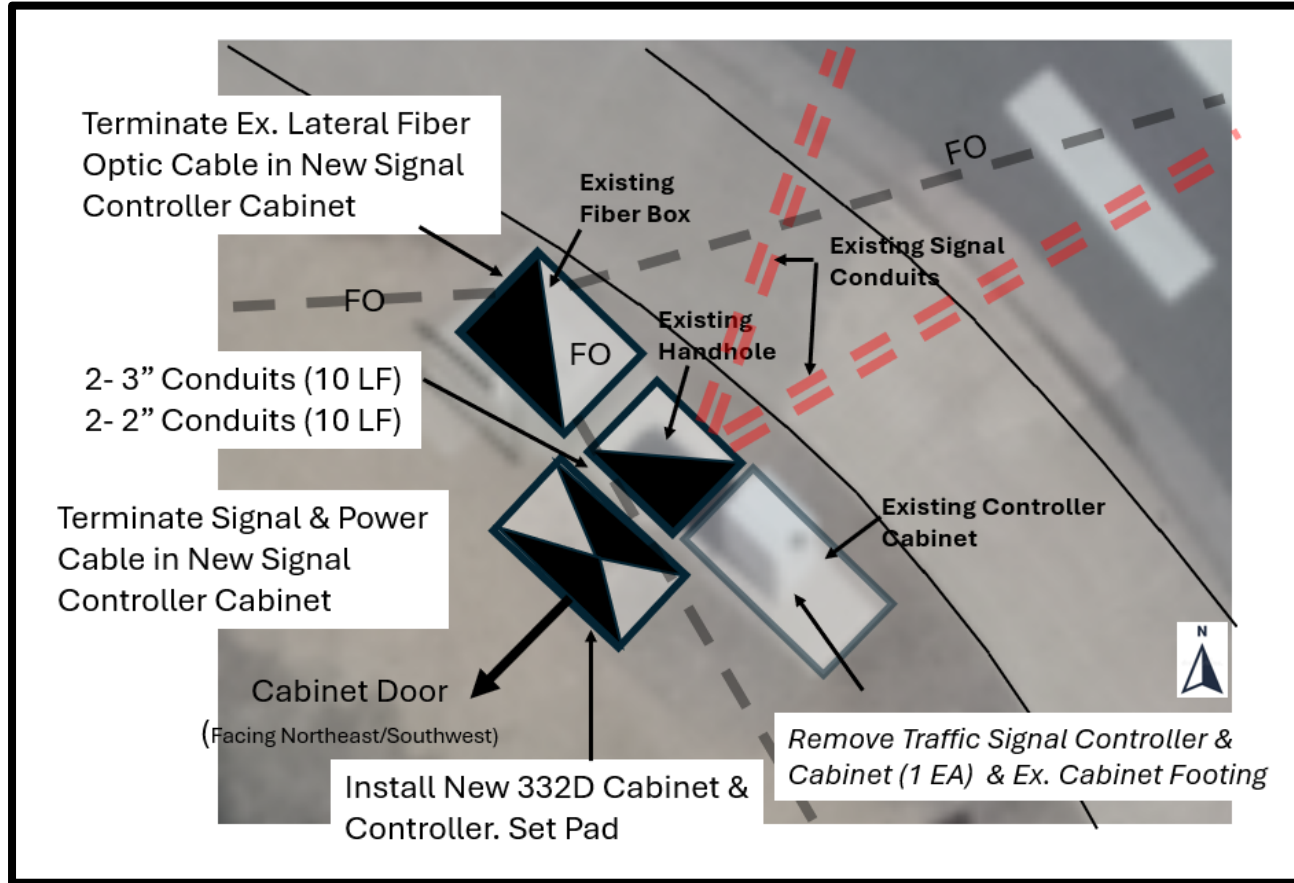 Terminate Ex. Lateral Fiber
Optic Cable in New Signal
Controller Cabinet
Existing
Fiber Box
FO
Existing Signal
Conduits
FO
Existing
Handhole
FO
2- 3” Conduits (10 LF)
2- 2” Conduits (10 LF)
Terminate Signal & Power
Cable in New Signal
Controller Cabinet
Existing Controller
Cabinet
N
Cabinet Door
(Facing Northeast/Southwest)
Remove Traffic Signal Controller &
Cabinet (1 EA) & Ex. Cabinet Footing
Install New 332D Cabinet &
Controller. Set Pad